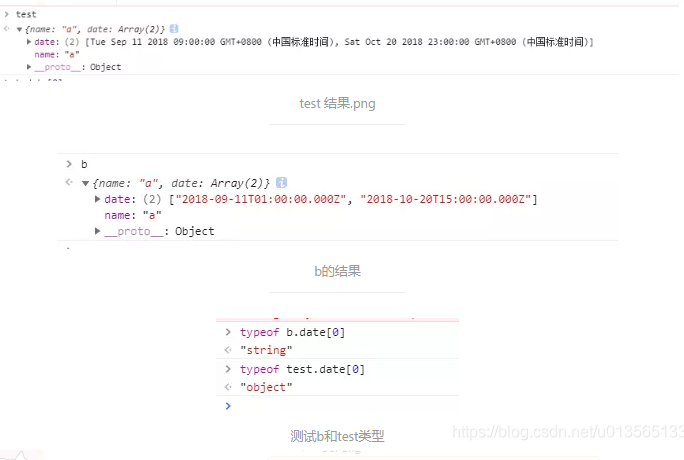 test
{name: "a", date: Array(2)}
date: (2) [Tue Sep 11 2018 09:00:00 GMT+0800 (中国标准时间), Sat Oct 20 2018 23:00:00 GMT+0800 (中国标准时间)]
name: "a"
__proto__: Object
test 结果.png
b
{name: "a", date: Array(2)}
date: (2) ["2018-09-11T01:00:00.000Z", "2018-10-20T15:00:00.000Z"]
name: "a"
__proto__: Object
b的结果
typeof b.date[0]
"string"
typeof test.date[0]
"object"
测试b和test类型
https://blog.csdn.net/u013565133